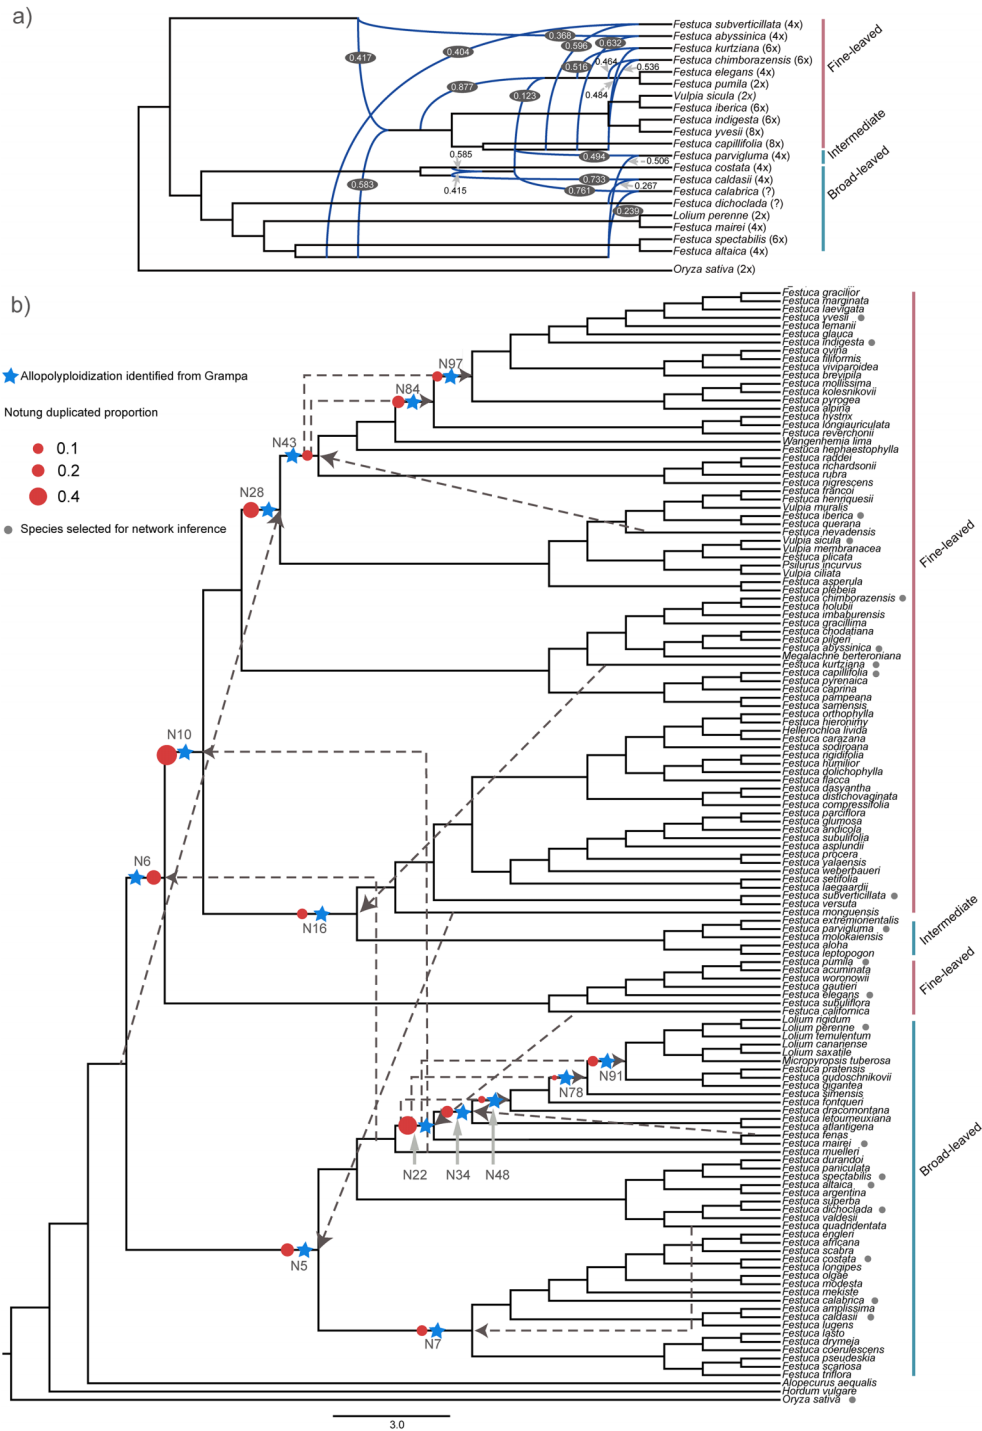 a)
Festuca subverticillata (4x)
Festuca abyssinica (4x)
Festuca kurtziana (6x)
Festuca chimborazensis (6x)
Festuca elegans (4x)
Festuca pumila (2x)
Vulpia sicula (2x)
Festuca iberica (6x)
Festuca indigesta (6x)
Festuca yvesii (8x)
Festuca capillifolia (8x)
Festuca parvigluma (4x)
Festuca costata (4x)
Festuca caldasii (4x)
Festuca calabrica (?)
Festuca dichoclada (?)
Lolium perenne (2x)
Festuca mairei (4x)
Festuca spectabilis (6x)
Festuca altaica (4x)
Oryza sativa (2x)
0.368
0.632
0.404
0.596
0.417
0.464
0.516
0.536
0.877
0.484
0.123
0.585
0.494
0.506
0.583
0.415
0.733
0.267
0.761
0.239
Fine-leaved
Intermediate
Broad-leaved
b)
Allopolyploidization identified from Grampa
Notung duplicated proportion
0.1
0.2
0.4
Species selected for network inference
N97
N84
N43
N28
N10
N6
N16
N91
N78
N22
N34
N48
N5
N7
Festuca gracilior
Festuca marginata
Festuca laevigata
Festuca yvesii
Festuca lemanii
Festuca glauca
Festuca indigesta
Festuca ovina
Festuca filiformis
Festuca viviparoidea
Festuca brevipila
Festuca mollissima
Festuca kolesnikovii
Festuca pyrogea
Festuca alpina
Festuca hystrix
Festuca longiauriculata
Festuca reverchonii
Wangenhemia lima
Festuca hephaestophylla
Festuca raddei
Festuca richardsonii
Festuca rubra
Festuca nigrescens
Festuca francoi
Festuca henriquesii
Vulpia muralis
Festuca iberica
Festuca querana
Festuca nevadensis
Vulpia sicula
Vulpia membranacea
Festuca plicata
Psilurus incurvus
Vulpia ciliata
Festuca asperula
Festuca plebeia
Festuca chimborazensis
Festuca holubii
Festuca imbaburensis
Festuca gracillima
Festuca chodatiana
Festuca pilgeri
Festuca abyssinica
Megalachne berteroniana
Festuca kurtziana
Festuca capillifolia
Festuca pyrenaica
Festuca caprina
Festuca pampeana
Festuca samensis
Festuca orthophylla
Festuca hieronimy
Hellerochloa livida
Festuca carazana
Festuca sodiroana
Festuca rigidifolia
Festuca humilior
Festuca dolichophylla
Festuca flacca
Festuca dasyantha
Festuca distichovaginata
Festuca compressifolia
Festuca parciflora
Festuca glumosa
Festuca andicola
Festuca subulifolia
Festuca asplundii
Festuca procera
Festuca yalaensis
Festuca weberbaueri
Festuca setifolia
Festuca laegaardii
Festuca subverticillata
Festuca versuta
Festuca monguensis
Festuca extremiorientalis
Festuca parvigluma
Festuca molokaiensis
Festuca aloha
Festuca leptopogon
Festuca pumila
Festuca acuminata
Festuca woronowii
Festuca gautieri
Festuca elegans
Festuca subuliflora
Festuca californica
Lolium rigidum
Lolium perenne
Lolium temulentum
Lolium cananense
Lolium saxatile
Micropyropsis tuberosa
Festuca pratensis
Festuca gudoschnikovii
Festuca gigantea
Festuca simensis
Festuca fontqueri
Festuca dracomontana
Festuca letourneuxiana
Festuca atlantigena
Festuca fenas
Festuca mairei
Festuca muelleri
Festuca durandoi
Festuca paniculata
Festuca spectabilis
Festuca altaica
Festuca argentina
Festuca superba
Festuca dichoclada
Festuca valdesii
Festuca quadridentata
Festuca engleri
Festuca africana
Festuca scabra
Festuca costata
Festuca longipes
Festuca olgae
Festuca modesta
Festuca mekiste
Festuca calabrica
Festuca amplissima
Festuca caldasii
Festuca lugens
Festuca lasto
Festuca drymeja
Festuca coerulescens
Festuca pseudeskia
Festuca scariosa
Festuca triflora
Alopecurus aequalis
Hordum vulgare
Oryza sativa
Fine-leaved
Intermediate
Fine-leaved
Broad-leaved
3.0